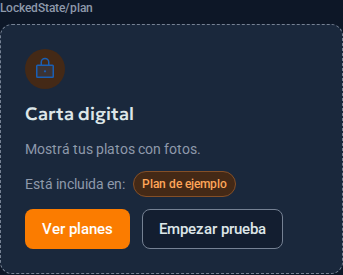 LockedState/plan
Carta digital
Mostrá tus platos con fotos.
Está incluida en: Plan de ejemplo
Ver planes Empezar prueba